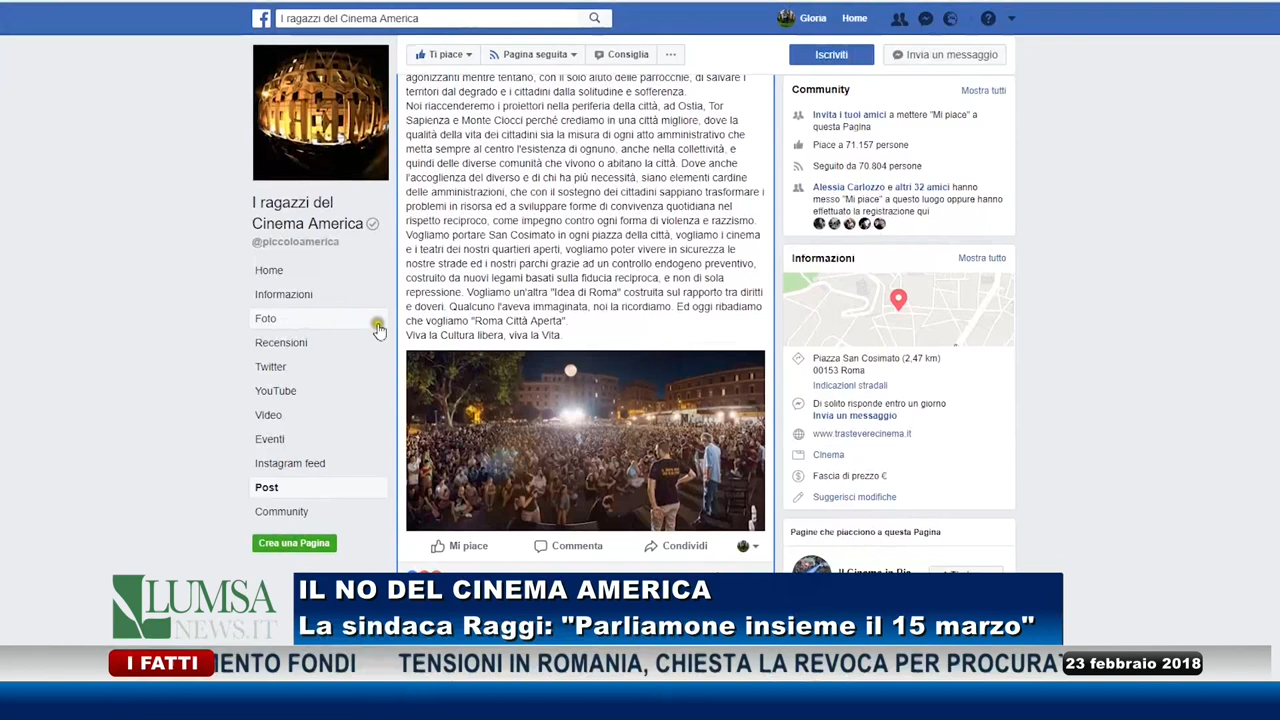 I ragazzi del Cinema America
Gloria
Home
Ti piace
Pagina seguita
Consiglia
Iscriviti
Invia un messaggio
I ragazzi del
Cinema America
@piccoloamerica
Home
Informazioni
Foto
Recensioni
Twitter
YouTube
Video
Eventi
Instagram feed
Post
Community
Crea una Pagina
agonizzanti mentre tentano, con il solo aiuto delle parrocchie, di salvare i
territori dal degrado e i cittadini dalla solitudine e sofferenza.
Noi riaccenderemo i proiettori nella periferia della città, ad Ostia, Tor
Sapienza e Monte Ciocci perché crediamo in una città migliore, dove la
qualità della vita dei cittadini sia la misura di ogni atto amministrativo che
metta sempre al centro l'esistenza di ognuno, anche nella collettività, e
quindi delle diverse comunità che vivono o abitano la città. Dove anche
l'accoglienza del diverso e di chi ha più necessità, siano elementi cardine
delle amministrazioni, che con il sostegno dei cittadini sappiano trasformare i
problemi in risorsa ed a sviluppare forme di convivenza quotidiana nel
rispetto reciproco, come impegno contro ogni forma di violenza e razzismo.
Vogliamo portare San Cosimato in ogni piazza della città, vogliamo i cinema
e i teatri dei nostri quartieri aperti, vogliamo poter vivere in sicurezza le
nostre strade ed i nostri parchi grazie ad un controllo endogeno preventivo,
costruito da nuovi legami basati sulla fiducia reciproca, e non di sola
repressione. Vogliamo un'altra "Idea di Roma" costruita sul rapporto tra diritti
e doveri. Qualcuno l'aveva immaginata, noi la ricordiamo. Ed oggi ribadiamo
che vogliamo "Roma Città Aperta".
Viva la Cultura libera, viva la Vita.
Mi piace
Commenta
Condividi
Community
Mostra tutti
Invita i tuoi amici a mettere "Mi piace" a
questa Pagina
Piace a 71.157 persone
Seguito da 70.804 persone
Alessia Carlozzo e altri 32 amici hanno
messo "Mi piace" a questo luogo oppure hanno
effettuato la registrazione qui
Informazioni
Mostra tutto
Piazza San Cosimato (2,47 km)
00153 Roma
Indicazioni stradali
Di solito risponde entro un giorno
Invia un messaggio
www.trasteverecinema.it
Cinema
Fascia di prezzo €
Suggerisci modifiche
Pagine che piacciono a questa Pagina
LUMSA
NEWS.IT
IL NO DEL CINEMA AMERICA
La sindaca Raggi: "Parliamone insieme il 15 marzo"
I FATTI
MENTO FONDI TENSIONI IN ROMANIA, CHIESTA LA REVOCA PER PROCURAT
23 febbraio 2018